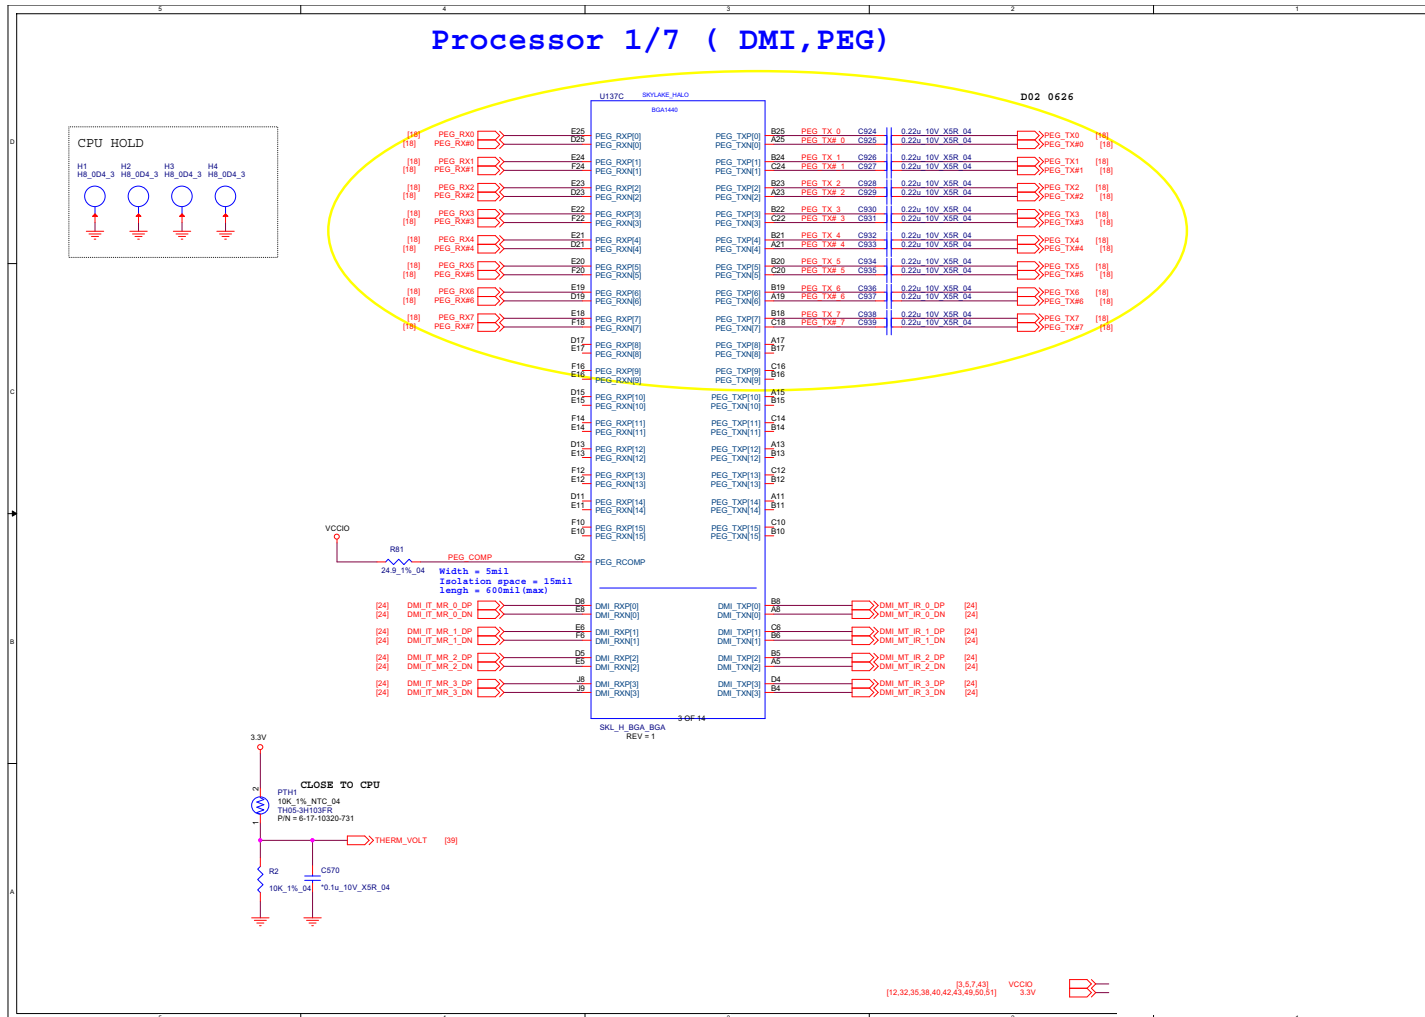 5 4 3 2 1
Processor 1/7 ( DMI,PEG)
D02 0626
CPU HOLD
H1 H2 H3 H4
H8_0D4_3 H8_0D4_3 H8_0D4_3 H8_0D4_3
U137C SKYLAKE_HALO
BGA1440
[18] PEG_RX0 E25 PEG_RXP[0] PEG_TXP[0] B25 PEG_TX_0 C924 0.22u_10V_X5R_04 PEG_TX0 [18]
[18] PEG_RX#0 D25 PEG_RXN[0] PEG_TXN[0] A25 PEG_TX#_0 C925 0.22u_10V_X5R_04 PEG_TX#0 [18]
[18] PEG_RX1 E24 PEG_RXP[1] PEG_TXP[1] B24 PEG_TX_1 C926 0.22u_10V_X5R_04 PEG_TX1 [18]
[18] PEG_RX#1 F24 PEG_RXN[1] PEG_TXN[1] C24 PEG_TX#_1 C927 0.22u_10V_X5R_04 PEG_TX#1 [18]
[18] PEG_RX2 E23 PEG_RXP[2] PEG_TXP[2] B23 PEG_TX_2 C928 0.22u_10V_X5R_04 PEG_TX2 [18]
[18] PEG_RX#2 D23 PEG_RXN[2] PEG_TXN[2] A23 PEG_TX#_2 C929 0.22u_10V_X5R_04 PEG_TX#2 [18]
[18] PEG_RX3 E22 PEG_RXP[3] PEG_TXP[3] B22 PEG_TX_3 C930 0.22u_10V_X5R_04 PEG_TX3 [18]
[18] PEG_RX#3 F22 PEG_RXN[3] PEG_TXN[3] C22 PEG_TX#_3 C931 0.22u_10V_X5R_04 PEG_TX#3 [18]
[18] PEG_RX4 E21 PEG_RXP[4] PEG_TXP[4] B21 PEG_TX_4 C932 0.22u_10V_X5R_04 PEG_TX4 [18]
[18] PEG_RX#4 D21 PEG_RXN[4] PEG_TXN[4] A21 PEG_TX#_4 C933 0.22u_10V_X5R_04 PEG_TX#4 [18]
[18] PEG_RX5 E20 PEG_RXP[5] PEG_TXP[5] B20 PEG_TX_5 C934 0.22u_10V_X5R_04 PEG_TX5 [18]
[18] PEG_RX#5 F20 PEG_RXN[5] PEG_TXN[5] C20 PEG_TX#_5 C935 0.22u_10V_X5R_04 PEG_TX#5 [18]
[18] PEG_RX6 E19 PEG_RXP[6] PEG_TXP[6] B19 PEG_TX_6 C936 0.22u_10V_X5R_04 PEG_TX6 [18]
[18] PEG_RX#6 D19 PEG_RXN[6] PEG_TXN[6] A19 PEG_TX#_6 C937 0.22u_10V_X5R_04 PEG_TX#6 [18]
[18] PEG_RX7 E18 PEG_RXP[7] PEG_TXP[7] B18 PEG_TX_7 C938 0.22u_10V_X5R_04 PEG_TX7 [18]
[18] PEG_RX#7 F18 PEG_RXN[7] PEG_TXN[7] C18 PEG_TX#_7 C939 0.22u_10V_X5R_04 PEG_TX#7 [18]
D17 PEG_RXP[8] PEG_TXP[8] A17
E17 PEG_RXN[8] PEG_TXN[8] B17
F16 PEG_RXP[9] PEG_TXP[9] C16
E16 PEG_RXN[9] PEG_TXN[9] B16
D15 PEG_RXP[10] PEG_TXP[10] A15
E15 PEG_RXN[10] PEG_TXN[10] B15
F14 PEG_RXP[11] PEG_TXP[11] C14
E14 PEG_RXN[11] PEG_TXN[11] B14
D13 PEG_RXP[12] PEG_TXP[12] A13
E13 PEG_RXN[12] PEG_TXN[12] B13
F12 PEG_RXP[13] PEG_TXP[13] C12
E12 PEG_RXN[13] PEG_TXN[13] B12
D11 PEG_RXP[14] PEG_TXP[14] A11
E11 PEG_RXN[14] PEG_TXN[14] B11
F10 PEG_RXP[15] PEG_TXP[15] C10
E10 PEG_RXN[15] PEG_TXN[15] B10
VCCIO
R81
PEG_COMP G2 PEG_RCOMP
24.9_1%_04
Width = 5mil
Isolation space = 15mil
lengh = 600mil(max)
[24] DMI_IT_MR_0_DP D8 DMI_RXP[0] DMI_TXP[0] B8 DMI_MT_IR_0_DP [24]
[24] DMI_IT_MR_0_DN E8 DMI_RXN[0] DMI_TXN[0] A8 DMI_MT_IR_0_DN [24]
[24] DMI_IT_MR_1_DP E6 DMI_RXP[1] DMI_TXP[1] C6 DMI_MT_IR_1_DP [24]
[24] DMI_IT_MR_1_DN F6 DMI_RXN[1] DMI_TXN[1] B6 DMI_MT_IR_1_DN [24]
[24] DMI_IT_MR_2_DP D5 DMI_RXP[2] DMI_TXP[2] B5 DMI_MT_IR_2_DP [24]
[24] DMI_IT_MR_2_DN E5 DMI_RXN[2] DMI_TXN[2] A5 DMI_MT_IR_2_DN [24]
[24] DMI_IT_MR_3_DP J8 DMI_RXP[3] DMI_TXP[3] D4 DMI_MT_IR_3_DP [24]
[24] DMI_IT_MR_3_DN J9 DMI_RXN[3] DMI_TXN[3] B4 DMI_MT_IR_3_DN [24]
3 OF 14
SKL_H_BGA_BGA
REV = 1
3.3V
CLOSE TO CPU
2
PTH1
10K_1%_NTC_04
TH05-3H103FR
P/N = 6-17-10320-731
1
THERM_VOLT [39]
R2 C570
10K_1%_04 *0.1u_10V_X5R_04
[3,5,7,43] VCCIO
[12,32,35,38,40,42,43,49,50,51] 3.3V
D
C
B
A